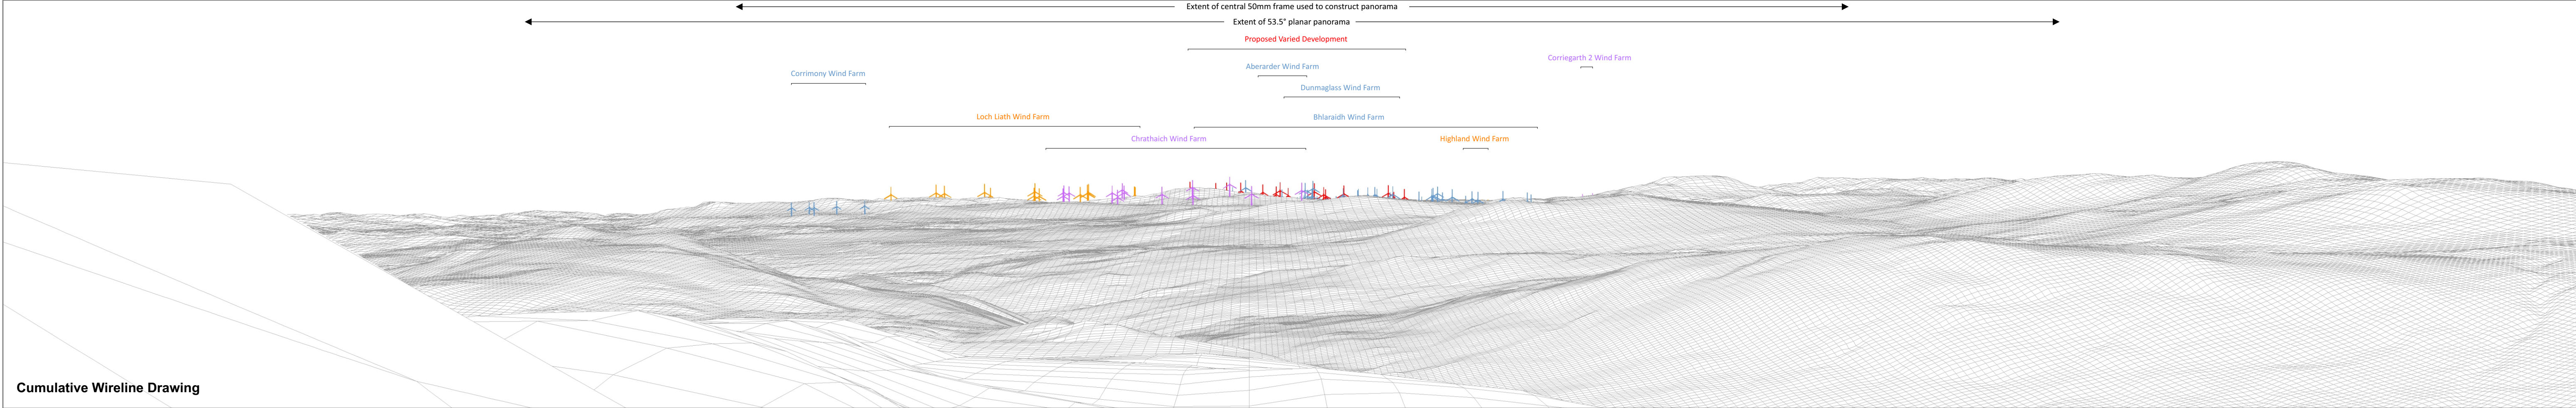 Extent of central 50mm frame used to construct panorama
Extent of 53.5° planar panorama
Proposed Varied Development
Corriegarth 2 Wind Farm
Aberarder Wind Farm
Corrimony Wind Farm
Dunmaglass Wind Farm
Loch Liath Wind Farm
Bhlaraidh Wind Farm
Chrathaich Wind Farm
Highland Wind Farm
Cumulative Wireline Drawing